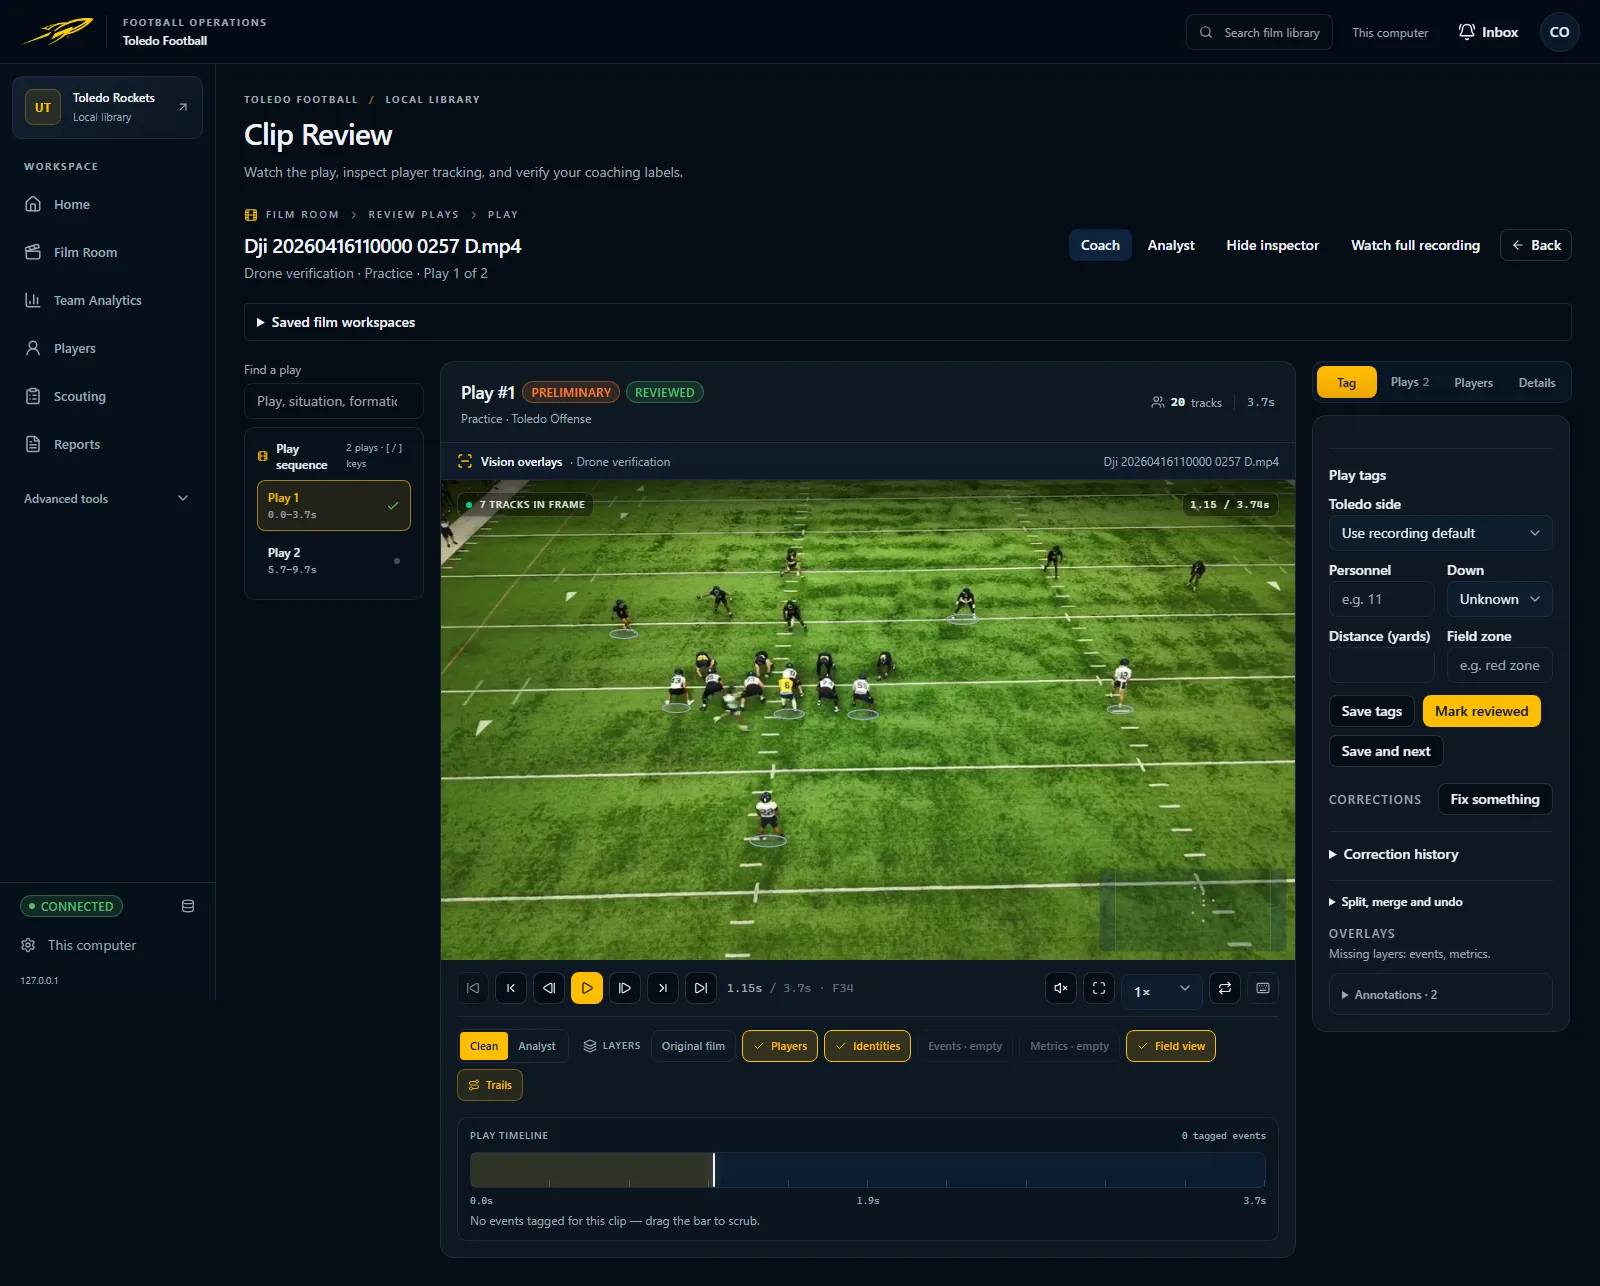 FOOTBALL OPERATIONS
Toledo Football
Search film library
This computer
Inbox
CO
UT
Toledo Rockets
Local library
WORKSPACE
Home
Film Room
Team Analytics
Players
Scouting
Reports
Advanced tools
CONNECTED
This computer
127.0.0.1
TOLEDO FOOTBALL / LOCAL LIBRARY
Clip Review
Watch the play, inspect player tracking, and verify your coaching labels.
FILM ROOM > REVIEW PLAYS > PLAY
Dji 20260416110000 0257 D.mp4
Drone verification · Practice · Play 1 of 2
Coach
Analyst
Hide inspector
Watch full recording
Back
Saved film workspaces
Find a play
Play, situation, formatic
Play sequence
2 plays · [ / ] keys
Play 1
0.0–3.7s
Play 2
5.7–9.7s
Play #1
PRELIMINARY
REVIEWED
Practice · Toledo Offense
20 tracks
3.7s
Vision overlays · Drone verification
Dji 20260416110000 0257 D.mp4
7 TRACKS IN FRAME
1.15 / 3.74s
6
1.15s / 3.7s · F34
1×
Clean
Analyst
LAYERS
Original film
Players
Identities
Events · empty
Metrics · empty
Field view
Trails
PLAY TIMELINE
0 tagged events
0.0s
1.9s
3.7s
No events tagged for this clip — drag the bar to scrub.
Tag
Plays 2
Players
Details
Play tags
Toledo side
Use recording default
Personnel
Down
e.g. 11
Unknown
Distance (yards)
Field zone
e.g. red zone
Save tags
Mark reviewed
Save and next
CORRECTIONS
Fix something
Correction history
Split, merge and undo
OVERLAYS
Missing layers: events, metrics.
Annotations · 2